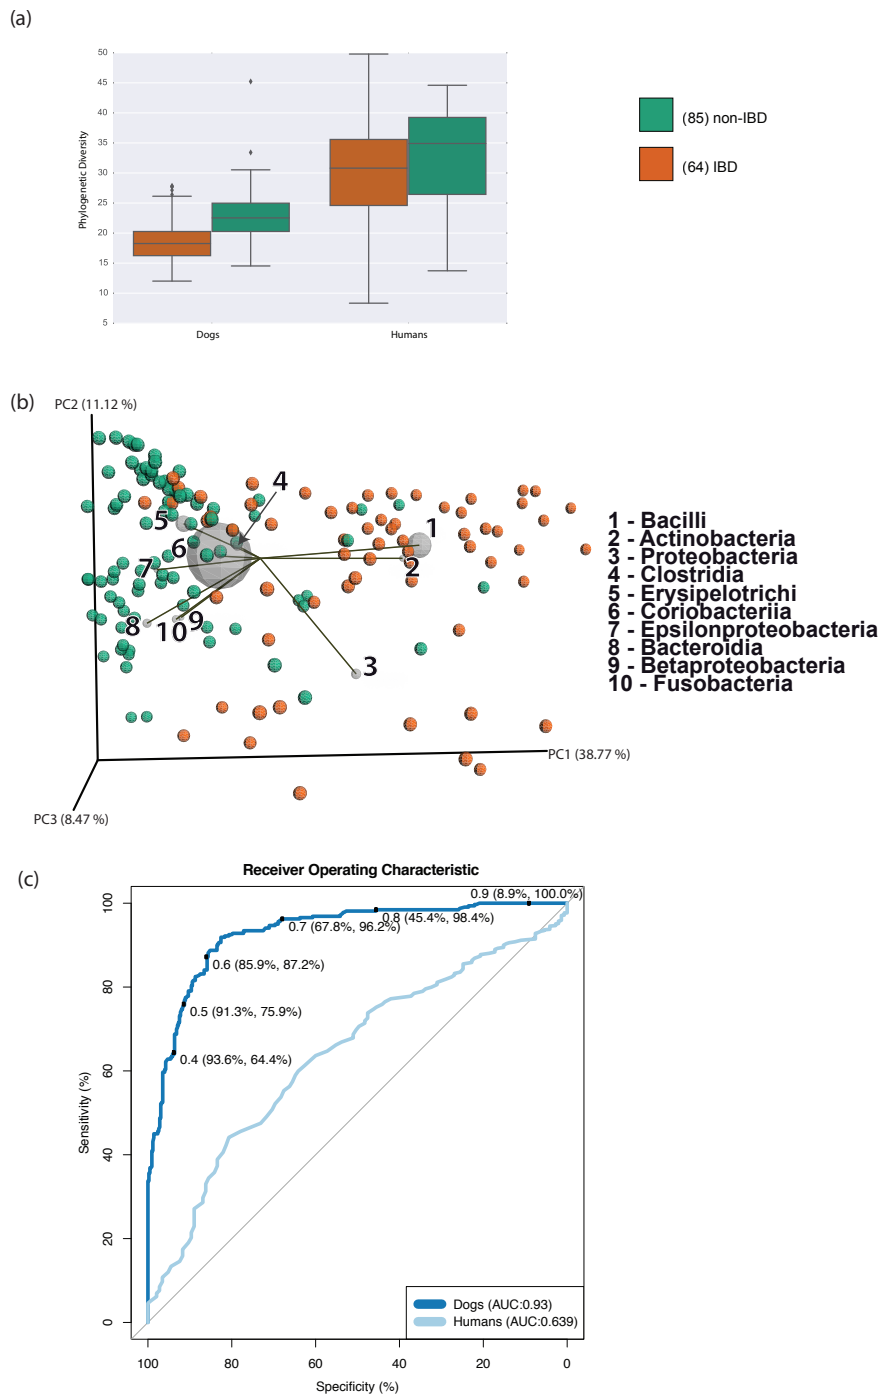 (a)
50
45
40
35
30
25
20
15
10
5
Phylogenetic Diversity
Dogs
Humans
(85) non-IBD
(64) IBD
(b)
PC2 (11.12 %)
4
5
6
7
8
10
9
1
2
3
PC1 (38.77 %)
PC3 (8.47 %)
1 - Bacilli
2 - Actinobacteria
3 - Proteobacteria
4 - Clostridia
5 - Erysipelotrichi
6 - Coriobacteriia
7 - Epsilonproteobacteria
8 - Bacteroidia
9 - Betaproteobacteria
10 - Fusobacteria
(c)
Receiver Operating Characteristic
0.9 (8.9%, 100.0%)
0.8 (45.4%, 98.4%)
0.7 (67.8%, 96.2%)
0.6 (85.9%, 87.2%)
0.5 (91.3%, 75.9%)
0.4 (93.6%, 64.4%)
100
80
60
40
20
0
Sensitivity (%)
Dogs (AUC:0.93)
Humans (AUC:0.639)
100
80
60
40
20
0
Specificity (%)